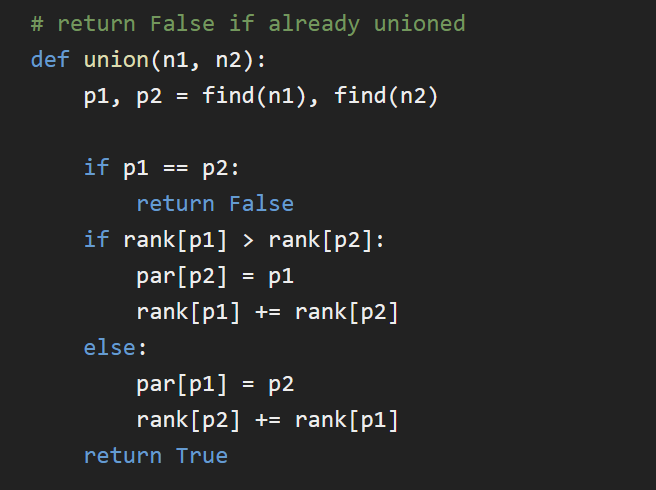 # return False if already unioned
def union(n1, n2):
    p1, p2 = find(n1), find(n2)

    if p1 == p2:
        return False
    if rank[p1] > rank[p2]:
        par[p2] = p1
        rank[p1] += rank[p2]
    else:
        par[p1] = p2
        rank[p2] += rank[p1]
    return True